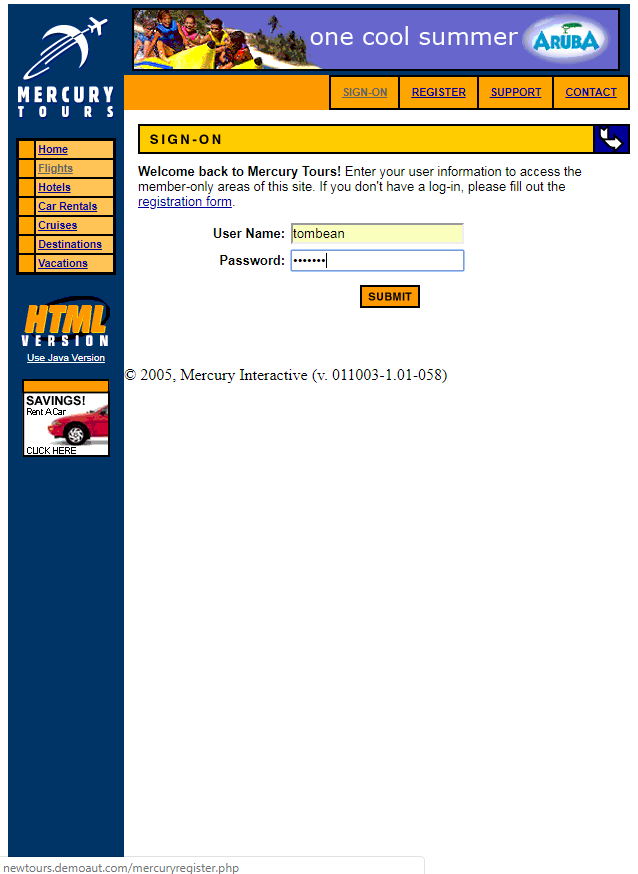 one cool summer ARUBA
MERCURY
TOURS
SIGN-ON REGISTER SUPPORT CONTACT
Home
Flights
Hotels
Car Rentals
Cruises
Destinations
Vacations
HTML
VERSION
Use Java Version
SAVINGS!
Rent A Car
CLICK HERE
SIGN-ON
Welcome back to Mercury Tours! Enter your user information to access the
member-only areas of this site. If you don't have a log-in, please fill out the
registration form.
User Name: tombean
Password: •••••••
SUBMIT
© 2005, Mercury Interactive (v. 011003-1.01-058)
newtours.demoaut.com/mercuryregister.php